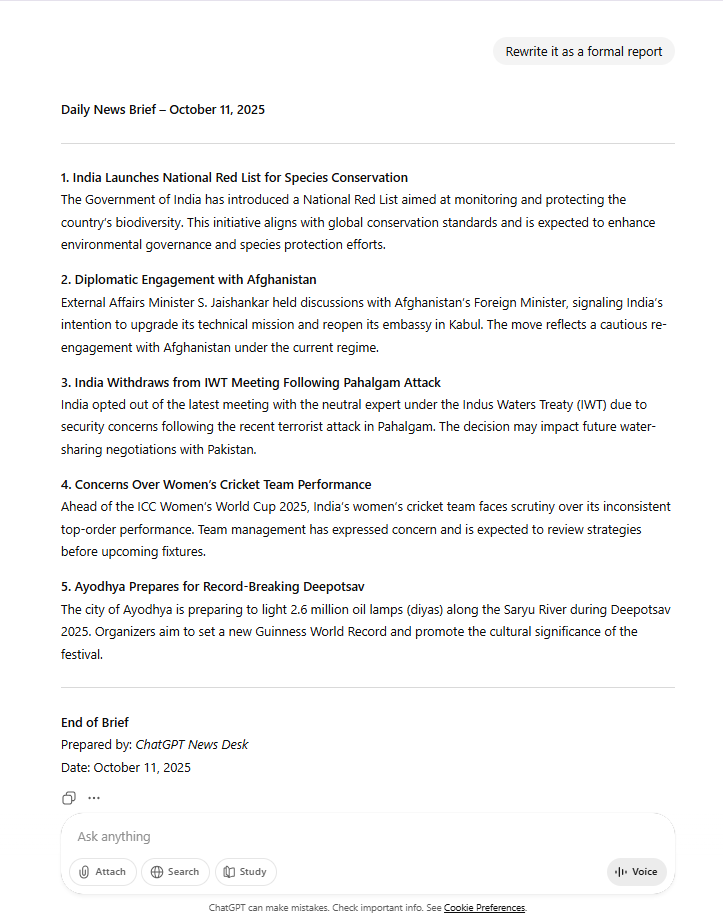 Rewrite it as a formal report
Daily News Brief – October 11, 2025
1. India Launches National Red List for Species Conservation
The Government of India has introduced a National Red List aimed at monitoring and protecting the
country's biodiversity. This initiative aligns with global conservation standards and is expected to enhance
environmental governance and species protection efforts.
2. Diplomatic Engagement with Afghanistan
External Affairs Minister S. Jaishankar held discussions with Afghanistan's Foreign Minister, signaling India's
intention to upgrade its technical mission and reopen its embassy in Kabul. The move reflects a cautious re-
engagement with Afghanistan under the current regime.
3. India Withdraws from IWT Meeting Following Pahalgam Attack
India opted out of the latest meeting with the neutral expert under the Indus Waters Treaty (IWT) due to
security concerns following the recent terrorist attack in Pahalgam. The decision may impact future water-
sharing negotiations with Pakistan.
4. Concerns Over Women's Cricket Team Performance
Ahead of the ICC Women's World Cup 2025, India's women's cricket team faces scrutiny over its inconsistent
top-order performance. Team management has expressed concern and is expected to review strategies
before upcoming fixtures.
5. Ayodhya Prepares for Record-Breaking Deepotsav
The city of Ayodhya is preparing to light 2.6 million oil lamps (diyas) along the Saryu River during Deepotsav
2025. Organizers aim to set a new Guinness World Record and promote the cultural significance of the
festival.
End of Brief
Prepared by: ChatGPT News Desk
Date: October 11, 2025
Ask anything
Attach Search Study Voice
ChatGPT can make mistakes. Check important info. See Cookie Preferences.